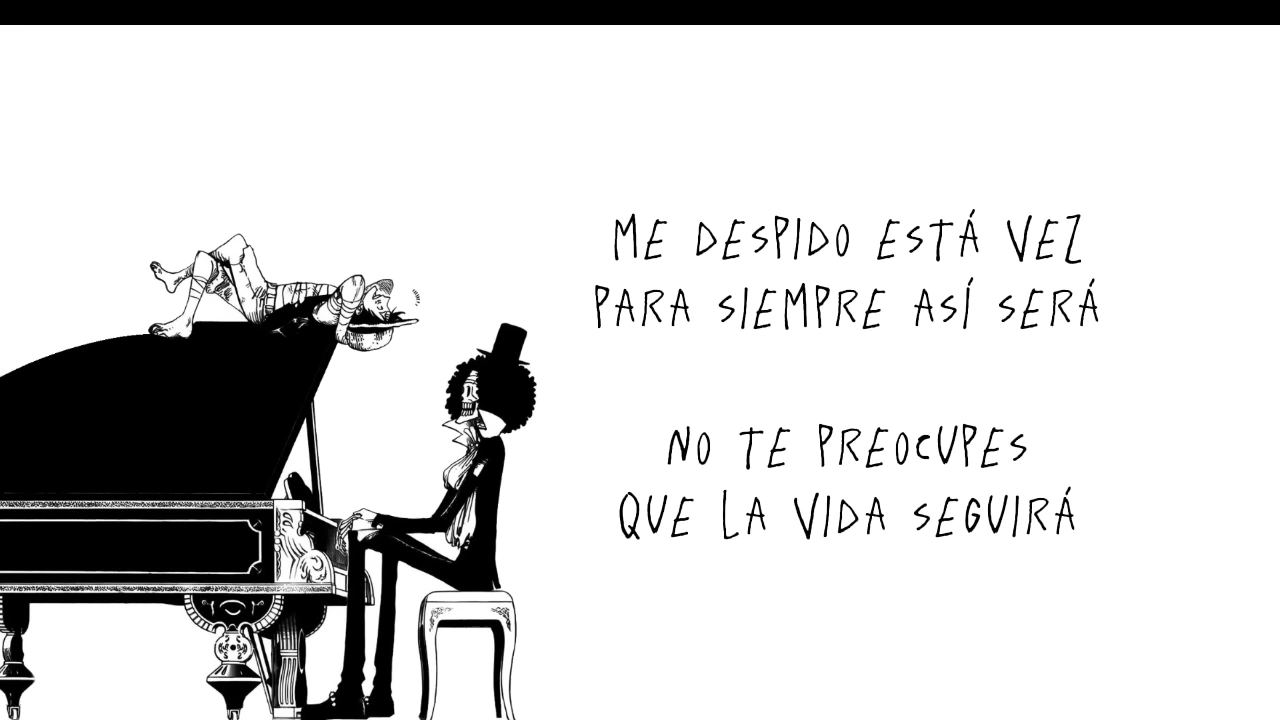 ME DESPIDO ESTÁ VEZ
PARA SIEMPRE ASÍ SERÁ
NO TE PREOCUPES
QUE LA VIDA SEGUIRÁ